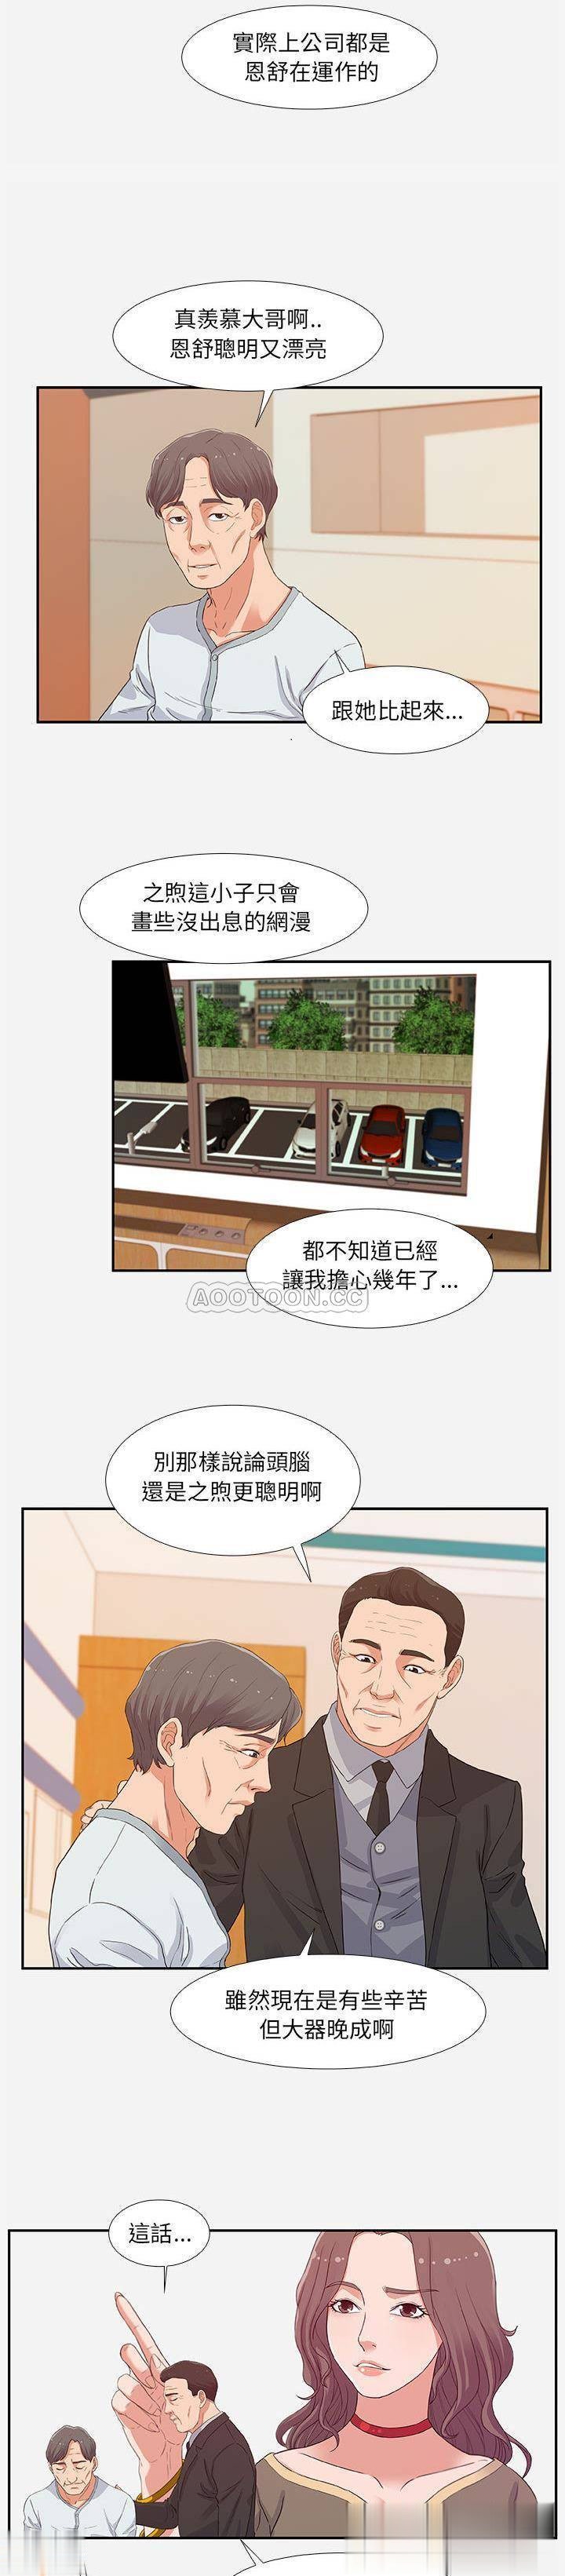 實際上公司都是
恩舒在運作的
真羨慕大哥啊..
恩舒聰明又漂亮
跟她比起來...
之煦這小子只會
畫些沒出息的網漫
都不知道已經
讓我擔心幾年了...
AOOTOON.CC
別那樣說論頭腦
還是之煦更聰明啊
雖然現在是有些辛苦
但大器晚成啊
這話...